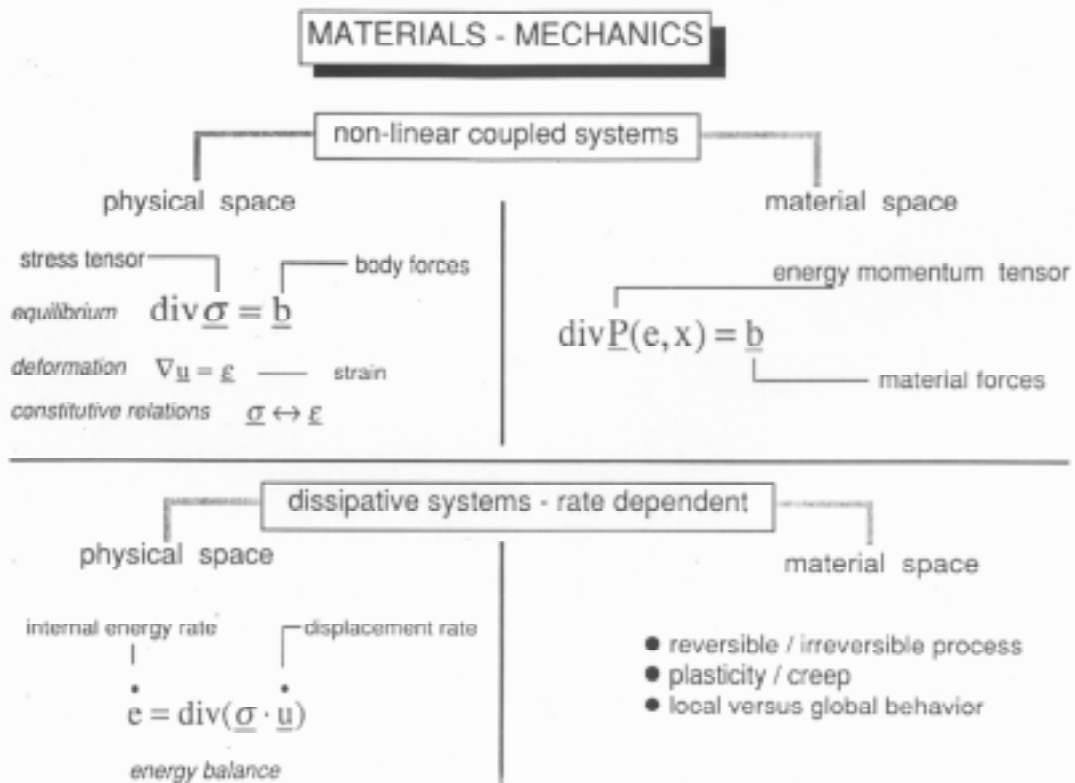 MATERIALS - MECHANICS
non-linear coupled systems
physical space
stress tensor
body forces
equilibrium div σ = b
deformation ∇u = ε strain
constitutive relations σ ↔ ε
material space
energy momentum tensor
divP(e,x) = b
material forces
dissipative systems - rate dependent
physical space
internal energy rate
displacement rate
ė = div(σ · u̇)
energy balance
material space
• reversible / irreversible process
• plasticity / creep
• local versus global behavior